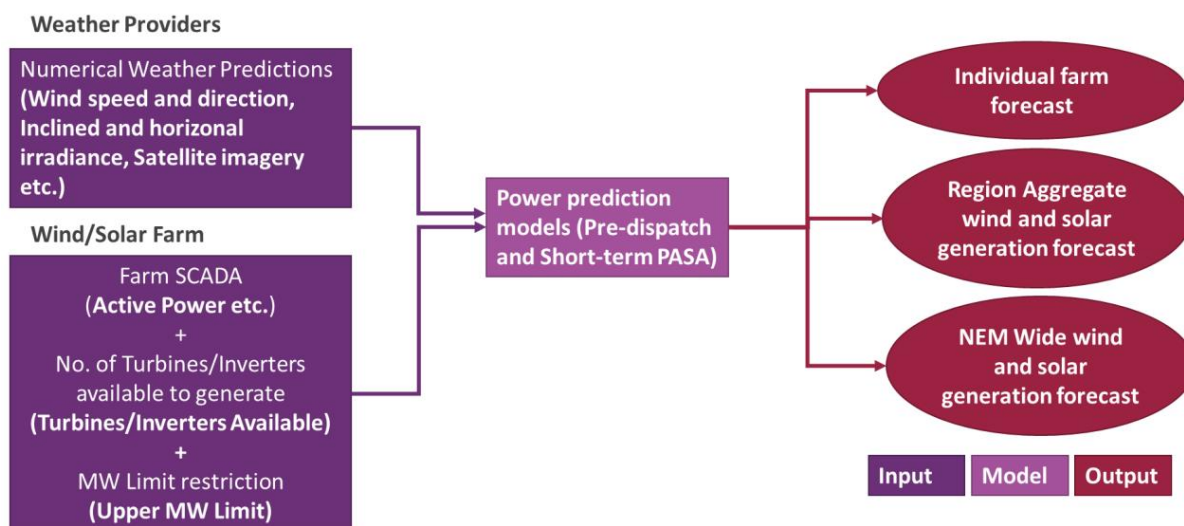 Weather Providers
Numerical Weather Predictions
(Wind speed and direction,
Inclined and horizonal
irradiance, Satellite imagery
etc.)
Wind/Solar Farm
Farm SCADA
(Active Power etc.)
+
No. of Turbines/Inverters
available to generate
(Turbines/Inverters Available)
+
MW Limit restriction
(Upper MW Limit)
Power prediction
models (Pre-dispatch
and Short-term PASA)
Individual farm
forecast
Region Aggregate
wind and solar
generation forecast
NEM Wide wind
and solar
generation forecast
Input
Model
Output